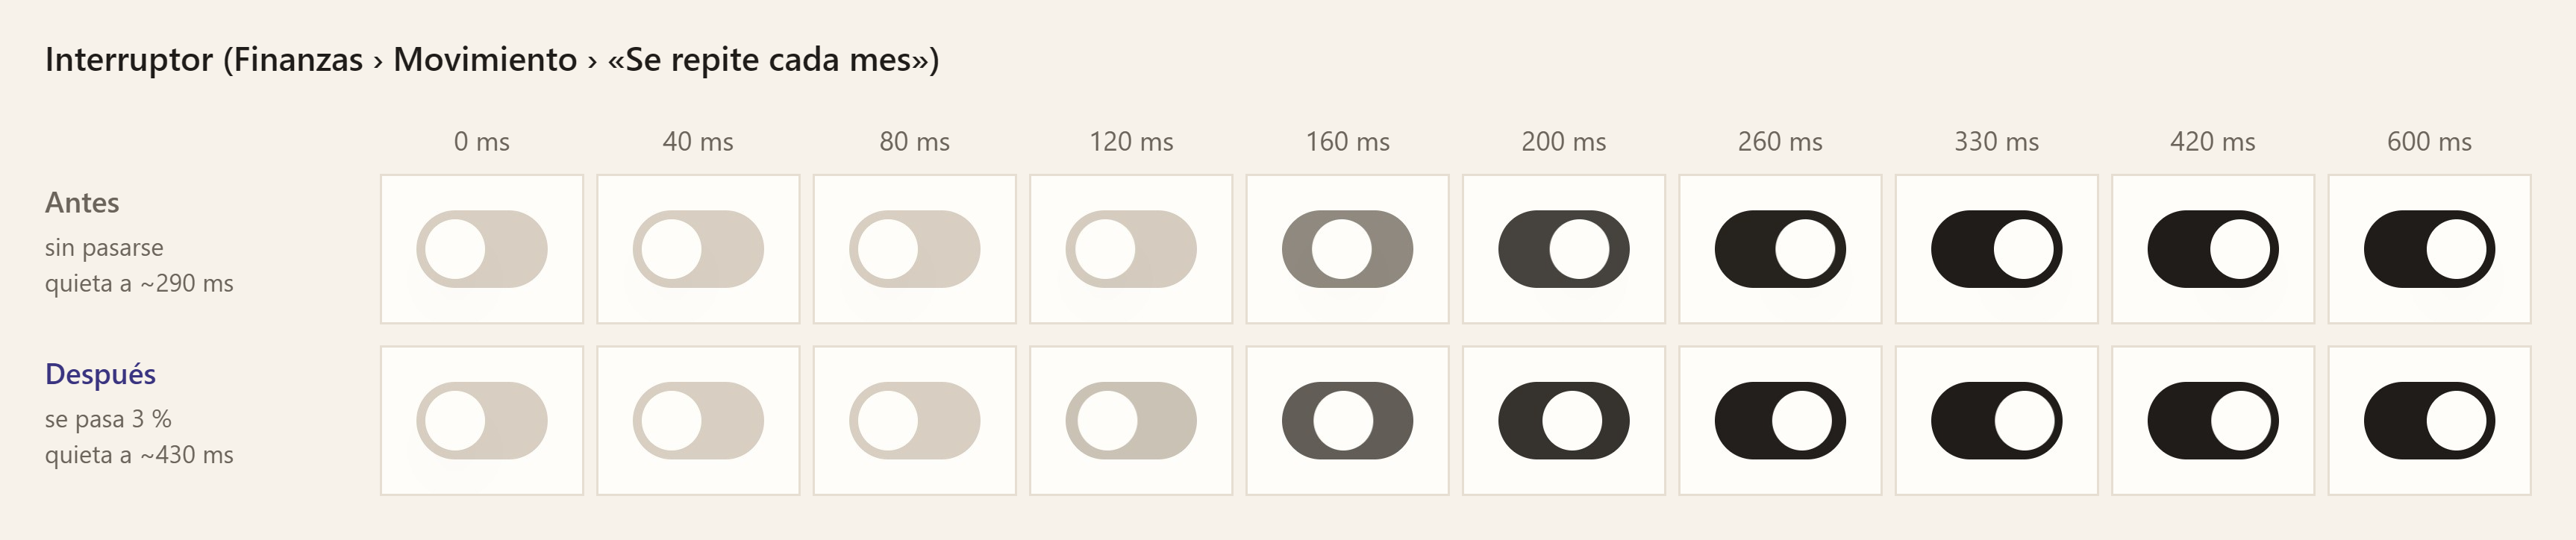 Interruptor (Finanzas › Movimiento › «Se repite cada mes»)
0 ms 40 ms 80 ms 120 ms 160 ms 200 ms 260 ms 330 ms 420 ms 600 ms
Antes
sin pasarse
quieta a ~290 ms
Después
se pasa 3 %
quieta a ~430 ms